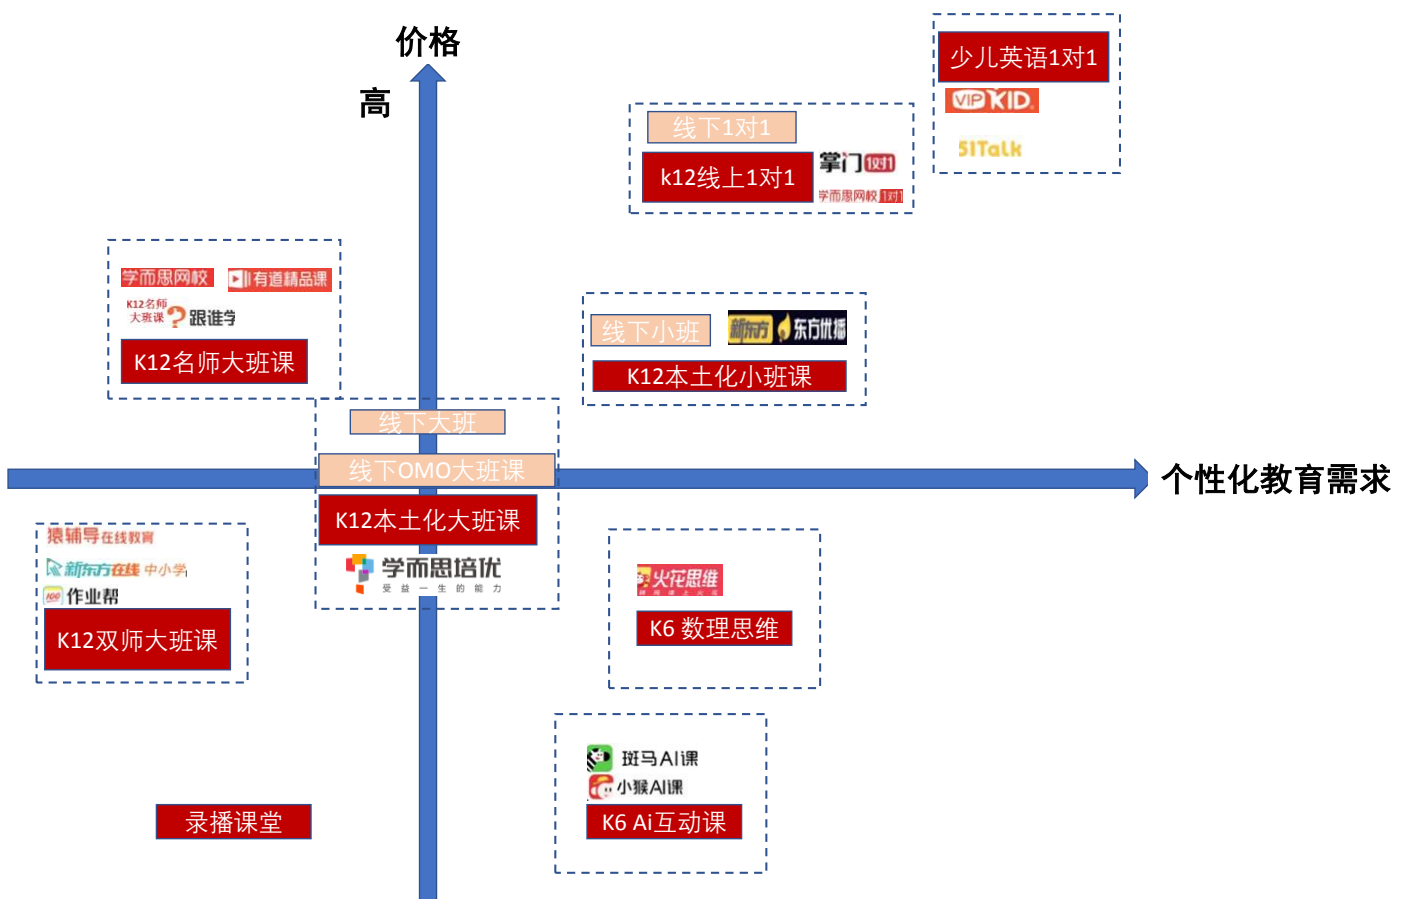 价格
高
少儿英语1对1
VIPKID
51Talk
线下1对1
k12线上1对1
掌门1对1
学而思网校1对1
学而思网校
有道精品课
K12名师
大班课
跟谁学
K12名师大班课
线下小班
新东方
东方优播
K12本土化小班课
线下大班
线下OMO大班课
K12本土化大班课
学而思培优
受益一生的能力
个性化教育需求
猿辅导在线教育
新东方在线 中小学
100
作业帮
K12双师大班课
火花思维
K6 数理思维
斑马AI课
小猴AI课
K6 Ai互动课
录播课堂